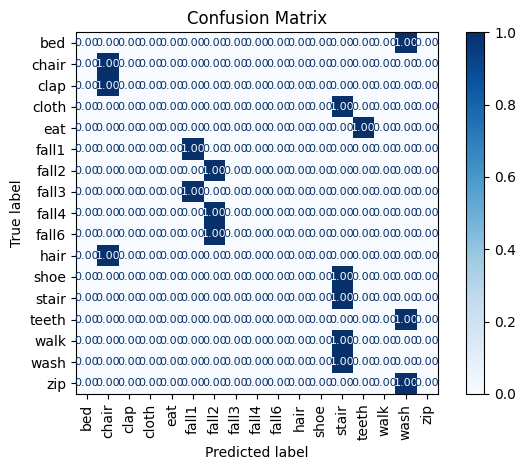 Confusion Matrix
bed 0.00 0.00 0.00 0.00 0.00 0.00 0.00 0.00 0.00 0.00 0.00 0.00 0.00 0.00 0.00 1.00 0.00
chair 0.00 1.00 0.00 0.00 0.00 0.00 0.00 0.00 0.00 0.00 0.00 0.00 0.00 0.00 0.00 0.00 0.00
clap 0.00 1.00 0.00 0.00 0.00 0.00 0.00 0.00 0.00 0.00 0.00 0.00 0.00 0.00 0.00 0.00 0.00
cloth 0.00 0.00 0.00 0.00 0.00 0.00 0.00 0.00 0.00 0.00 0.00 0.00 1.00 0.00 0.00 0.00 0.00
eat 0.00 0.00 0.00 0.00 0.00 0.00 0.00 0.00 0.00 0.00 0.00 0.00 0.00 1.00 0.00 0.00 0.00
fall1 0.00 0.00 0.00 0.00 0.00 1.00 0.00 0.00 0.00 0.00 0.00 0.00 0.00 0.00 0.00 0.00 0.00
fall2 0.00 0.00 0.00 0.00 0.00 0.00 1.00 0.00 0.00 0.00 0.00 0.00 0.00 0.00 0.00 0.00 0.00
fall3 0.00 0.00 0.00 0.00 0.00 1.00 0.00 0.00 0.00 0.00 0.00 0.00 0.00 0.00 0.00 0.00 0.00
fall4 0.00 0.00 0.00 0.00 0.00 0.00 1.00 0.00 0.00 0.00 0.00 0.00 0.00 0.00 0.00 0.00 0.00
fall6 0.00 0.00 0.00 0.00 0.00 0.00 1.00 0.00 0.00 0.00 0.00 0.00 0.00 0.00 0.00 0.00 0.00
hair 0.00 1.00 0.00 0.00 0.00 0.00 0.00 0.00 0.00 0.00 0.00 0.00 0.00 0.00 0.00 0.00 0.00
shoe 0.00 0.00 0.00 0.00 0.00 0.00 0.00 0.00 0.00 0.00 0.00 0.00 1.00 0.00 0.00 0.00 0.00
stair 0.00 0.00 0.00 0.00 0.00 0.00 0.00 0.00 0.00 0.00 0.00 0.00 1.00 0.00 0.00 0.00 0.00
teeth 0.00 0.00 0.00 0.00 0.00 0.00 0.00 0.00 0.00 0.00 0.00 0.00 0.00 0.00 0.00 1.00 0.00
walk 0.00 0.00 0.00 0.00 0.00 0.00 0.00 0.00 0.00 0.00 0.00 0.00 1.00 0.00 0.00 0.00 0.00
wash 0.00 0.00 0.00 0.00 0.00 0.00 0.00 0.00 0.00 0.00 0.00 0.00 1.00 0.00 0.00 0.00 0.00
zip 0.00 0.00 0.00 0.00 0.00 0.00 0.00 0.00 0.00 0.00 0.00 0.00 0.00 0.00 0.00 1.00 0.00
True label
bed chair clap cloth eat fall1 fall2 fall3 fall4 fall6 hair shoe stair teeth walk wash zip
Predicted label
1.0
0.8
0.6
0.4
0.2
0.0